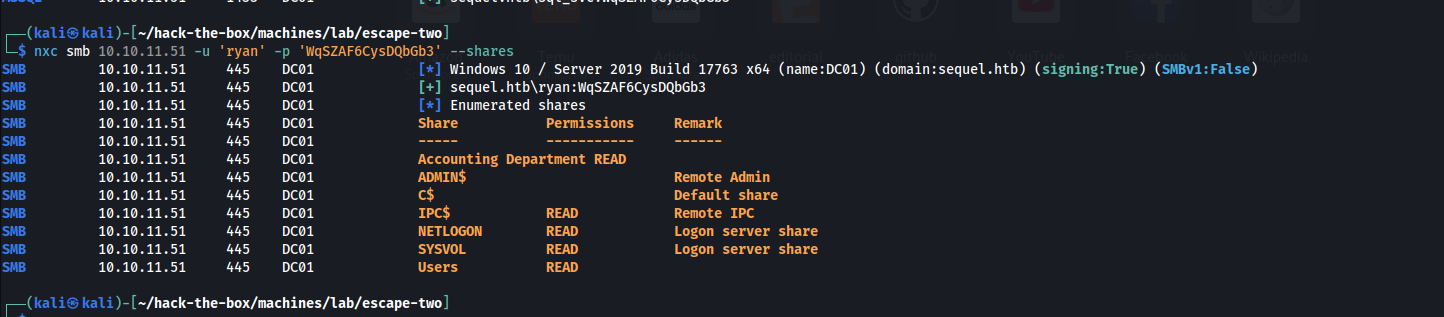 ┌──(kali㉿kali)-[~/hack-the-box/machines/lab/escape-two]
└─$ nxc smb 10.10.11.51 -u 'ryan' -p 'WqSZAF6CysDQbGb3' --shares
SMB 10.10.11.51 445 DC01 [*] Windows 10 / Server 2019 Build 17763 x64 (name:DC01) (domain:sequel.htb) (signing:True) (SMBv1:False)
SMB 10.10.11.51 445 DC01 [+] sequel.htb\ryan:WqSZAF6CysDQbGb3
SMB 10.10.11.51 445 DC01 [*] Enumerated shares
SMB 10.10.11.51 445 DC01 Share Permissions Remark
SMB 10.10.11.51 445 DC01 ----- ----------- ------
SMB 10.10.11.51 445 DC01 Accounting Department READ
SMB 10.10.11.51 445 DC01 ADMIN$ Remote Admin
SMB 10.10.11.51 445 DC01 C$ Default share
SMB 10.10.11.51 445 DC01 IPC$ READ Remote IPC
SMB 10.10.11.51 445 DC01 NETLOGON READ Logon server share
SMB 10.10.11.51 445 DC01 SYSVOL READ Logon server share
SMB 10.10.11.51 445 DC01 Users READ
┌──(kali㉿kali)-[~/hack-the-box/machines/lab/escape-two]